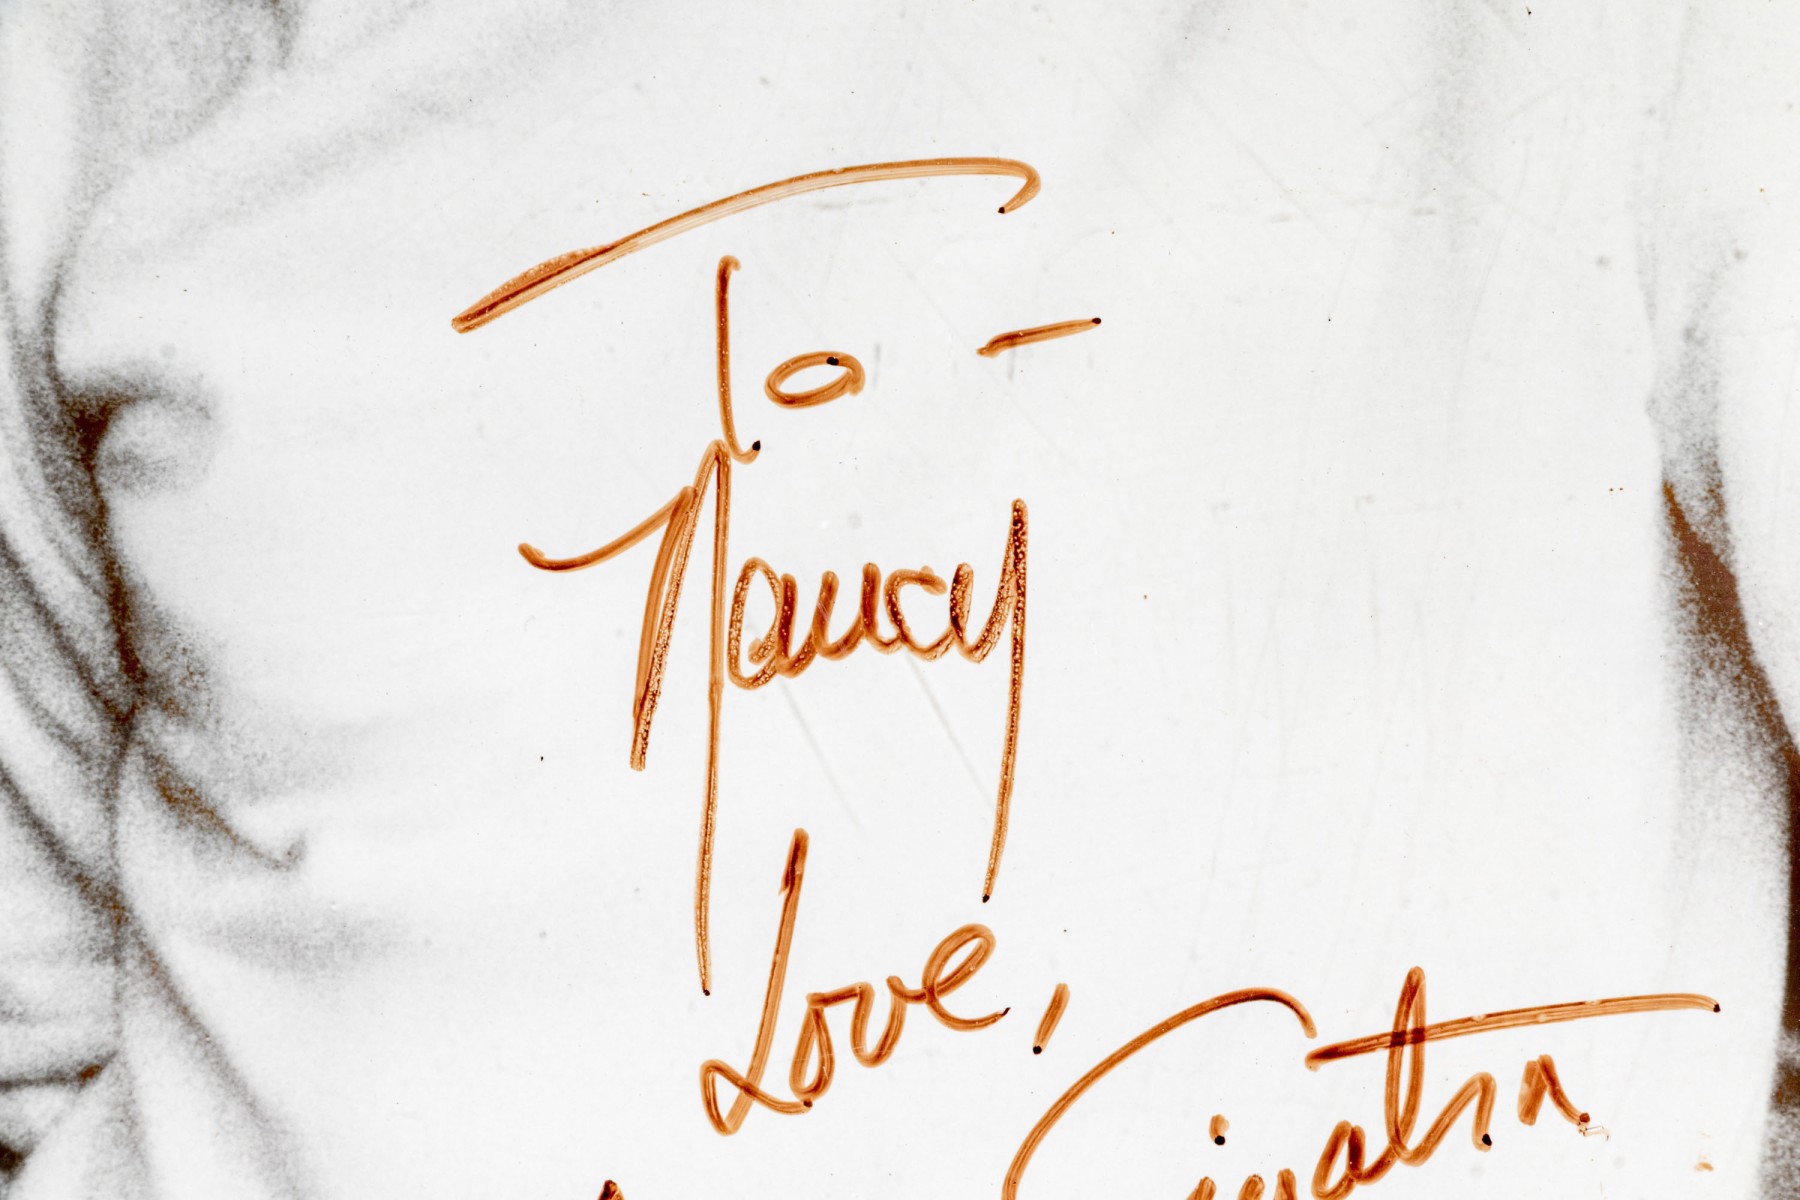 To -
Nancy
Love,
Sinatra